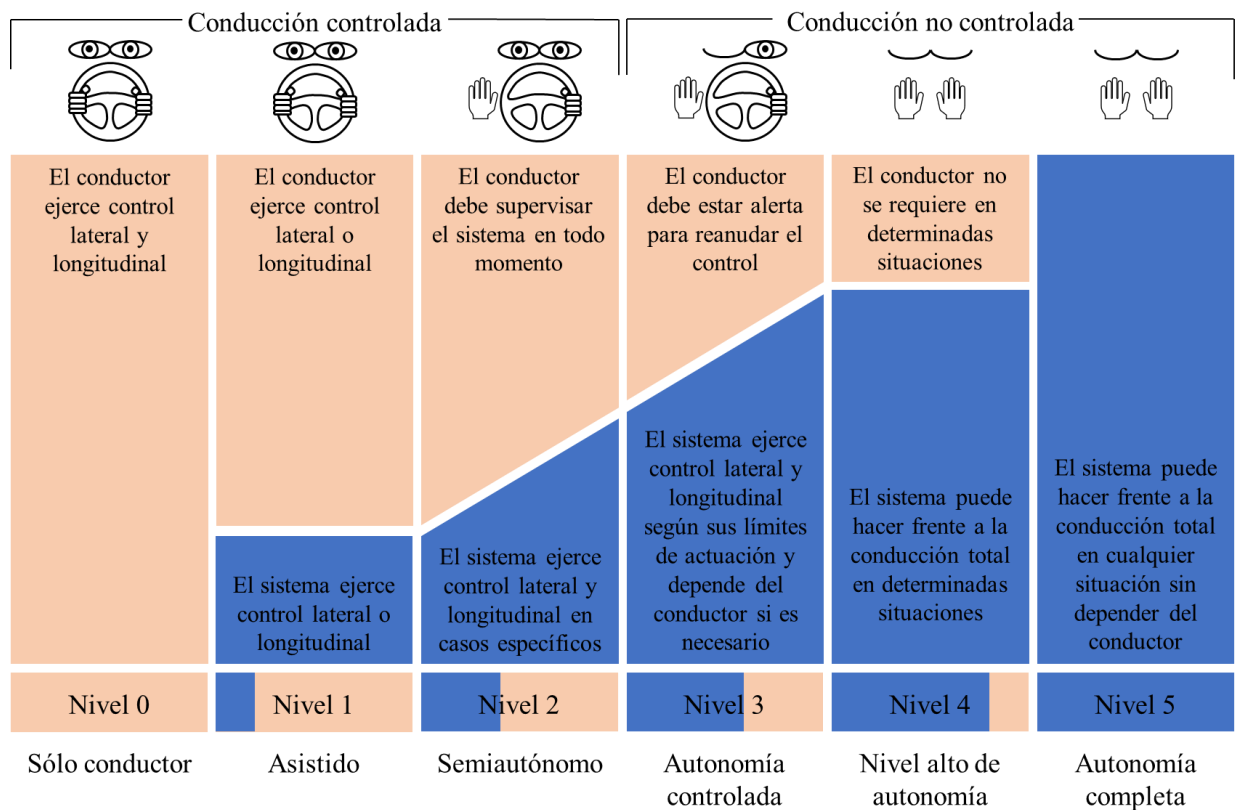 Conducción controlada
Conducción no controlada
El conductor
ejerce control
lateral y
longitudinal
El conductor
ejerce control
lateral o
longitudinal
El conductor
debe supervisar
el sistema en todo
momento
El conductor
debe estar alerta
para reanudar el
control
El conductor no
se requiere en
determinadas
situaciones
El sistema ejerce
control lateral o
longitudinal
El sistema ejerce
control lateral y
longitudinal en
casos específicos
El sistema ejerce
control lateral y
longitudinal
según sus límites
de actuación y
depende del
conductor si es
necesario
El sistema puede
hacer frente a la
conducción total
en determinadas
situaciones
El sistema puede
hacer frente a la
conducción total
en cualquier
situación sin
depender del
conductor
Nivel 0
Nivel 1
Nivel 2
Nivel 3
Nivel 4
Nivel 5
Sólo conductor
Asistido
Semiautónomo
Autonomía
controlada
Nivel alto de
autonomía
Autonomía
completa